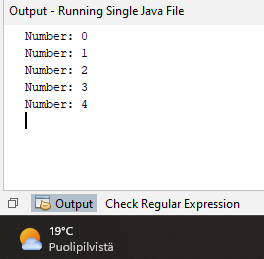 Output - Running Single Java File
Number: 0
Number: 1
Number: 2
Number: 3
Number: 4
Output Check Regular Expression
19°C
Puolipilvistä